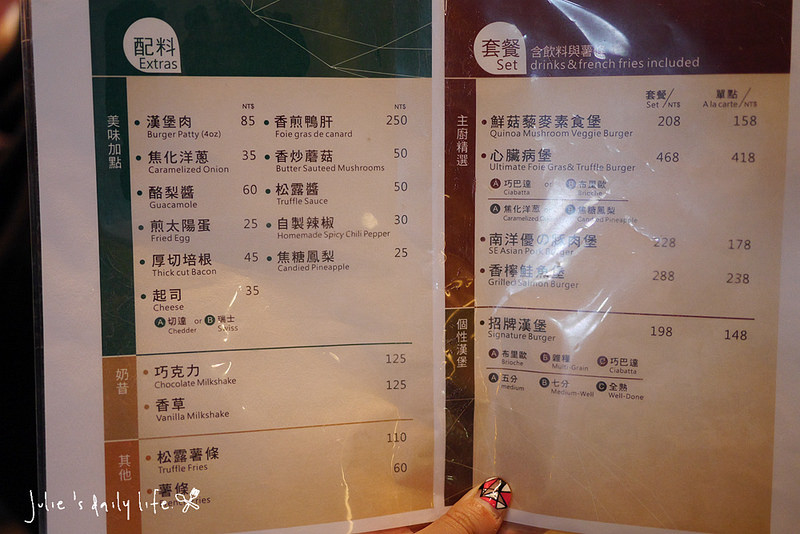 配料
Extras
美味加點
NT$
漢堡肉 85
Burger Patty (4oz)
焦化洋蔥 35
Caramelized Onion
酪梨醬 60
Guacamole
煎太陽蛋 25
Fried Egg
厚切培根 45
Thick cut Bacon
起司 35
Cheese
A 切達 or B 瑞士
Chedder Swiss
NT$
香煎鴨肝 250
Foie gras de canard
香炒蘑菇 50
Butter Sauteed Mushrooms
松露醬 50
Truffle Sauce
自製辣椒 30
Homemade Spicy Chili Pepper
焦糖鳳梨 25
Candied Pineapple
奶昔
巧克力 125
Chocolate Milkshake
香草 125
Vanilla Milkshake
其他
松露薯條 110
Truffle Fries
薯條 60
Fries
套餐 含飲料與薯
Set drinks & french fries included
套餐/ 單點/
Set /NT$ A la carte /NT$
主廚精選
鮮菇藜麥素食堡 208 158
Quinoa Mushroom Veggie Burger
心臟病堡 468 418
Ultimate Foie Gras & Truffle Burger
A 巧巴達 or B 布里歐
Ciabatta Brioche
A 焦化洋蔥 B 焦糖鳳梨
Caramelized Candied Pineapple
南洋優の豚肉堡 228 178
SE Asian Pork Burger
香檸鮭魚堡 288 238
Grilled Salmon Burger
個性漢堡
招牌漢堡 198 148
Signature Burger
A 布里歐 B 雜糧 C 巧巴達
Brioche Multi-Grain Ciabatta
A 五分 B 七分 C 全熟
medium Medium-Well Well-Done
Julie's daily life